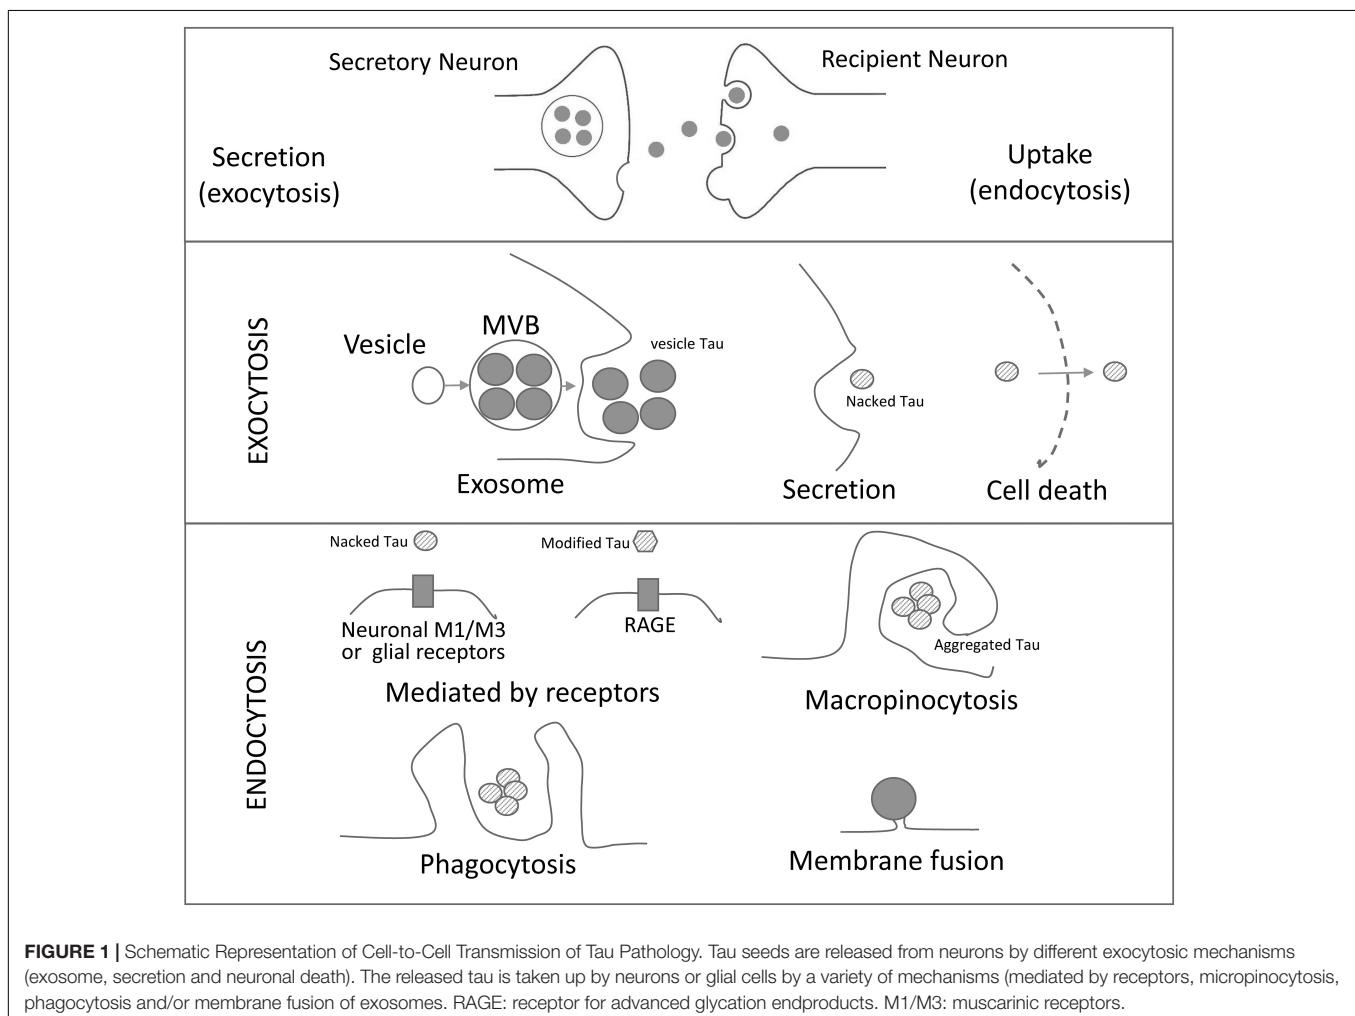 Secretory Neuron
Recipient Neuron
Secretion
(exocytosis)
Uptake
(endocytosis)
EXOCYTOSIS
Vesicle
MVB
vesicle Tau
Exosome
Nacked Tau
Secretion
Cell death
ENDOCYTOSIS
Nacked Tau
Modified Tau
Neuronal M1/M3
or glial receptors
RAGE
Mediated by receptors
Aggregated Tau
Macropinocytosis
Phagocytosis
Membrane fusion
FIGURE 1 | Schematic Representation of Cell-to-Cell Transmission of Tau Pathology. Tau seeds are released from neurons by different exocytosic mechanisms
(exosome, secretion and neuronal death). The released tau is taken up by neurons or glial cells by a variety of mechanisms (mediated by receptors, micropinocytosis,
phagocytosis and/or membrane fusion of exosomes. RAGE: receptor for advanced glycation endproducts. M1/M3: muscarinic receptors.